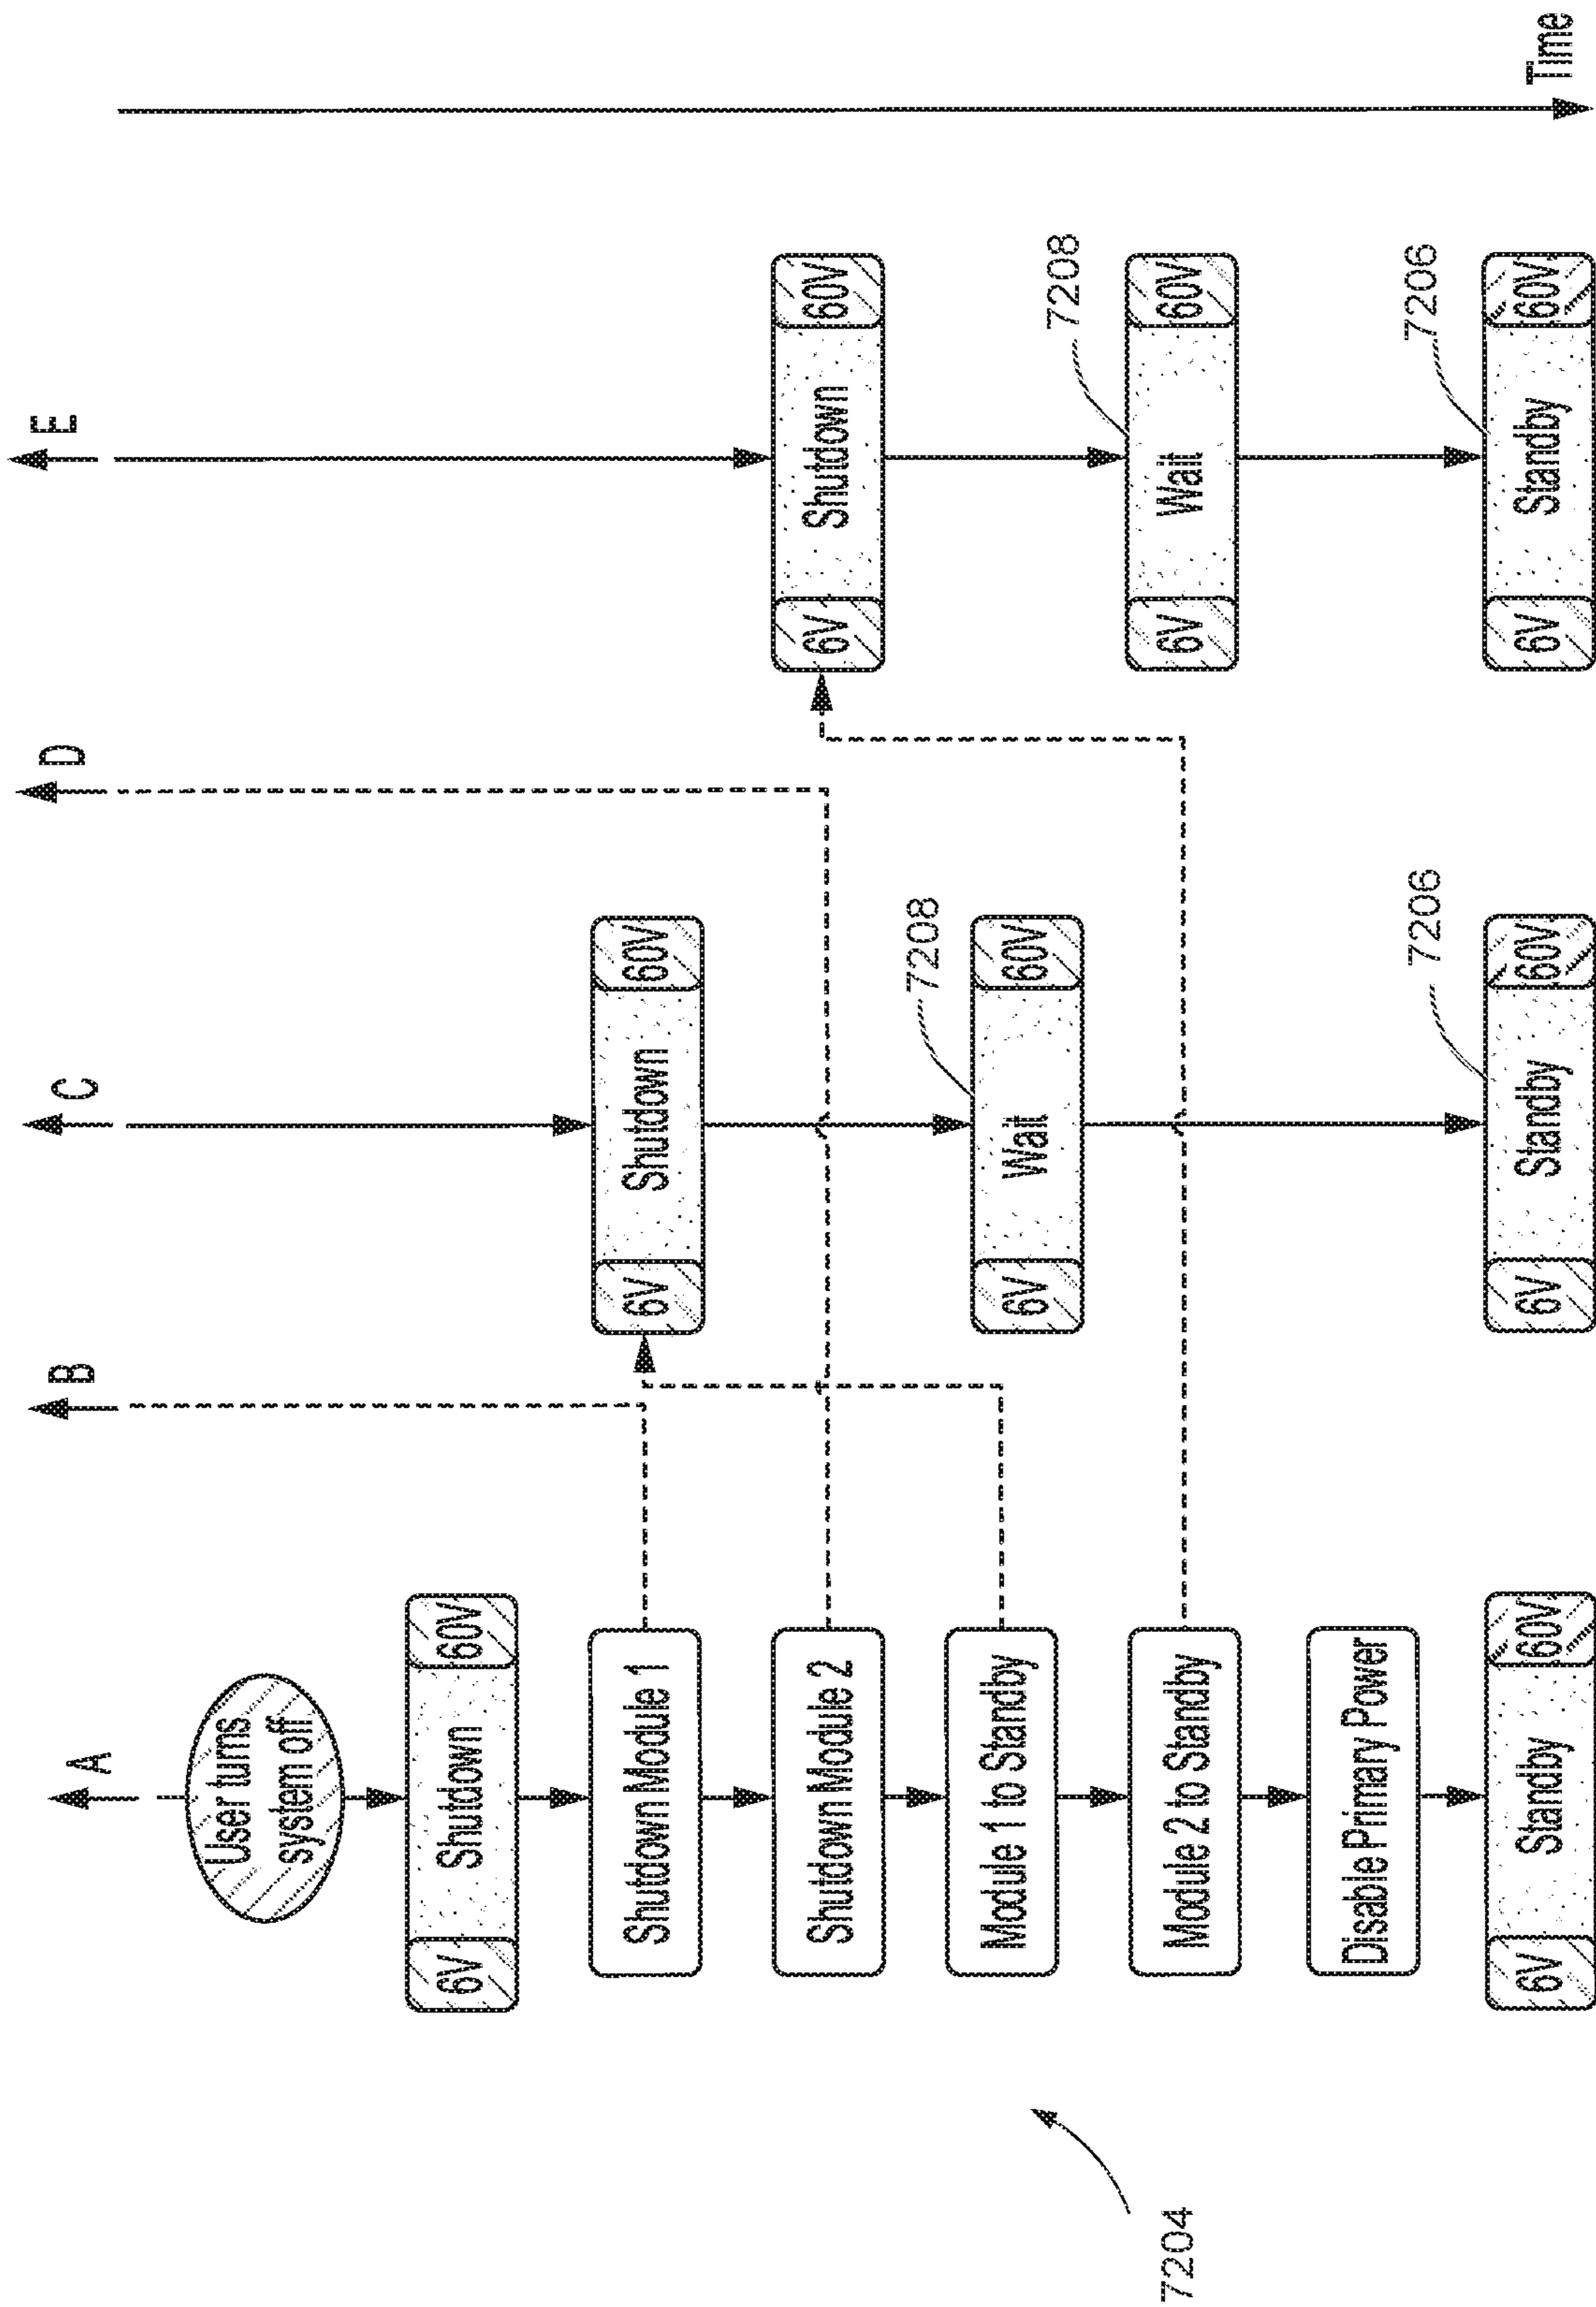 A
B
C
D
E
User turns
system off
6V
Shutdown
60V
Shutdown Module 1
6V
Shutdown
60V
Shutdown Module 2
6V
Shutdown
60V
Module 1 to Standby
6V
Wait
60V
7208
Module 2 to Standby
6V
Wait
60V
7208
Disable Primary Power
6V
Standby
60V
6V
Standby
60V
7206
6V
Standby
60V
7206
Time
7204